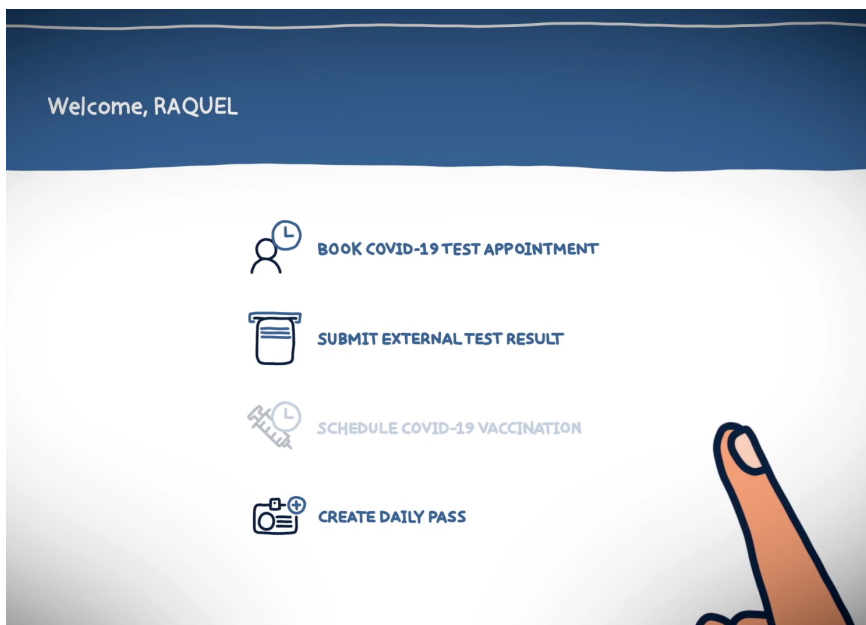 Welcome, RAQUEL
BOOK COVID-19 TEST APPOINTMENT
SUBMIT EXTERNAL TEST RESULT
SCHEDULE COVID-19 VACCINATION
CREATE DAILY PASS